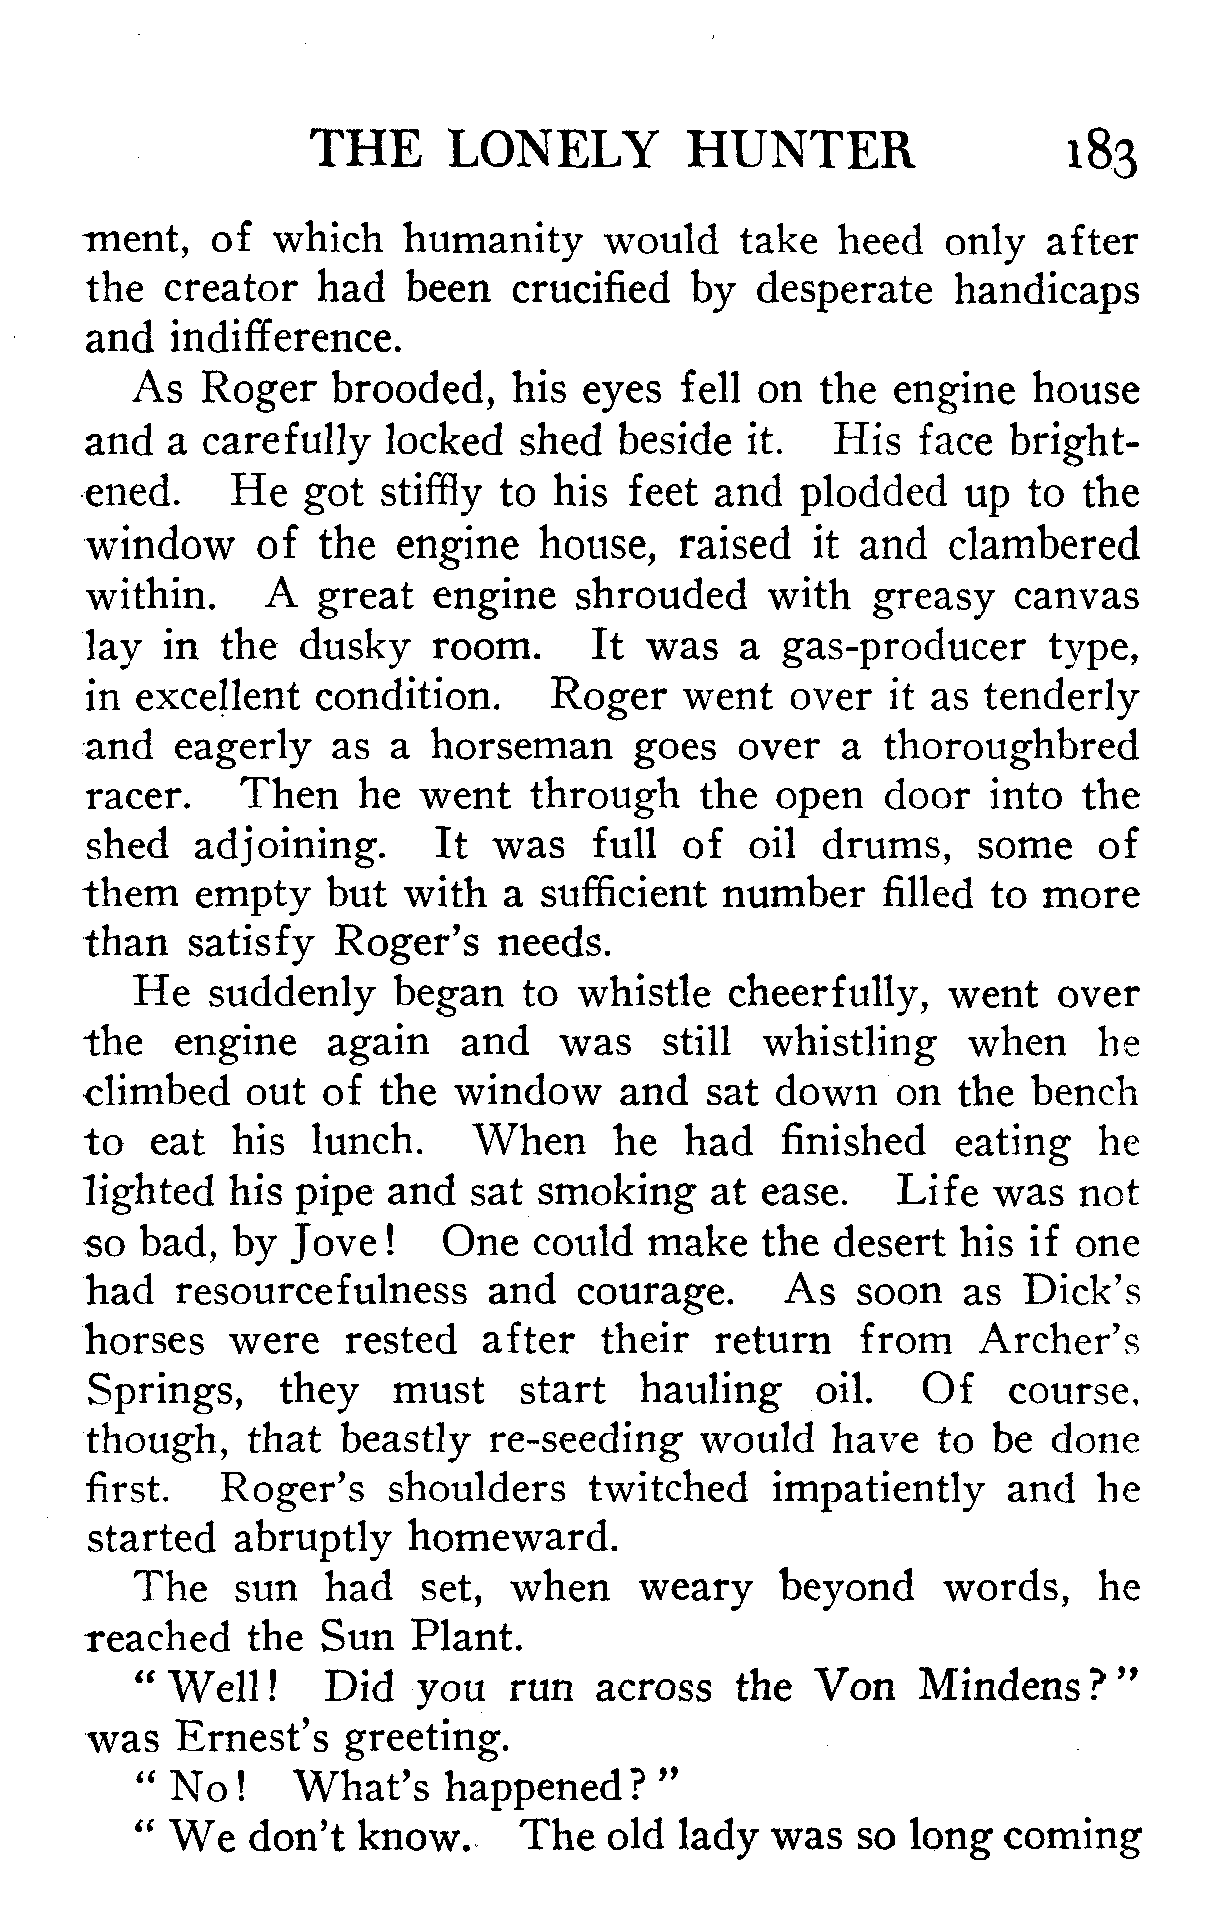 THE LONELY HUNTER 183
ment, of which humanity would take heed only after
the creator had been crucified by desperate handicaps
and indifference.
As Roger brooded, his eyes fell on the engine house
and a carefully locked shed beside it. His face bright-
ened. He got stiffly to his feet and plodded up to the
window of the engine house, raised it and clambered
within. A great engine shrouded with greasy canvas
lay in the dusky room. It was a gas-producer type,
in excellent condition. Roger went over it as tenderly
and eagerly as a horseman goes over a thoroughbred
racer. Then he went through the open door into the
shed adjoining. It was full of oil drums, some of
them empty but with a sufficient number filled to more
than satisfy Roger's needs.
He suddenly began to whistle cheerfully, went over
the engine again and was still whistling when he
climbed out of the window and sat down on the bench
to eat his lunch. When he had finished eating he
lighted his pipe and sat smoking at ease. Life was not
so bad, by Jove! One could make the desert his if one
had resourcefulness and courage. As soon as Dick's
horses were rested after their return from Archer's
Springs, they must start hauling oil. Of course,
though, that beastly re-seeding would have to be done
first. Roger's shoulders twitched impatiently and he
started abruptly homeward.
The sun had set, when weary beyond words, he
reached the Sun Plant.
"Well! Did you run across the Von Mindens?"
was Ernest's greeting.
"No! What's happened?"
"We don't know. The old lady was so long coming